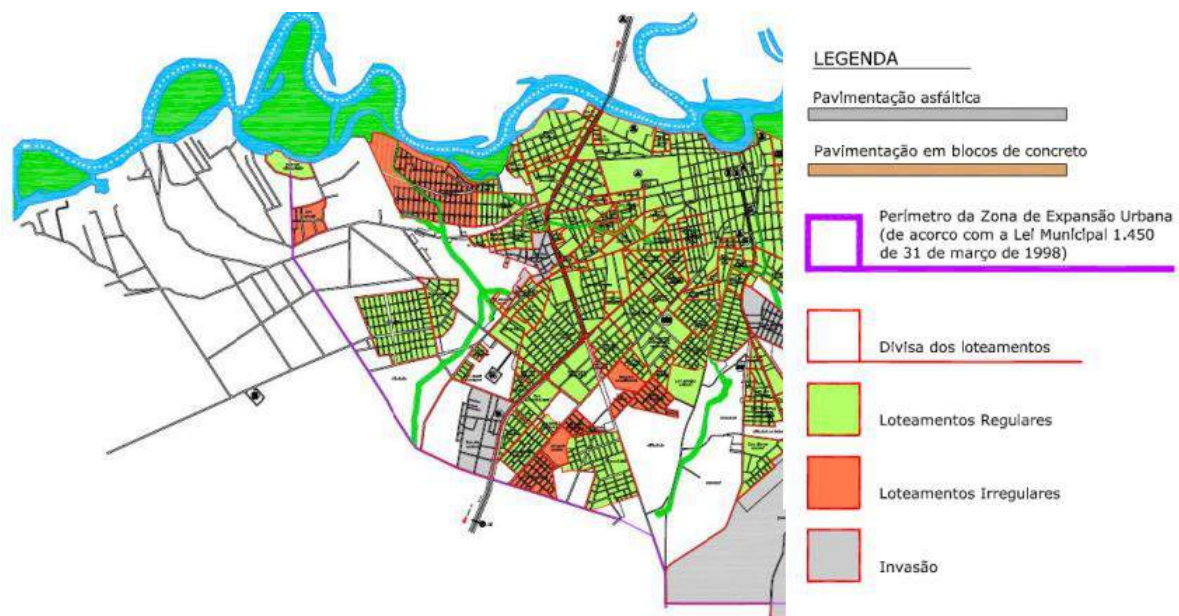 LEGENDA
Pavimentação asfáltica
Pavimentação em blocos de concreto
Perímetro da Zona de Expansão Urbana
(de acorco com a Lei Municipal 1.450
de 31 de março de 1998)
Divisa dos loteamentos
Loteamentos Regulares
Loteamentos Irregulares
Invasão